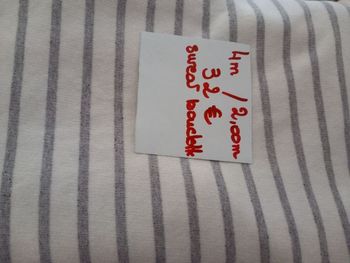 4m / 2,00m
32 €
sweat bouclette